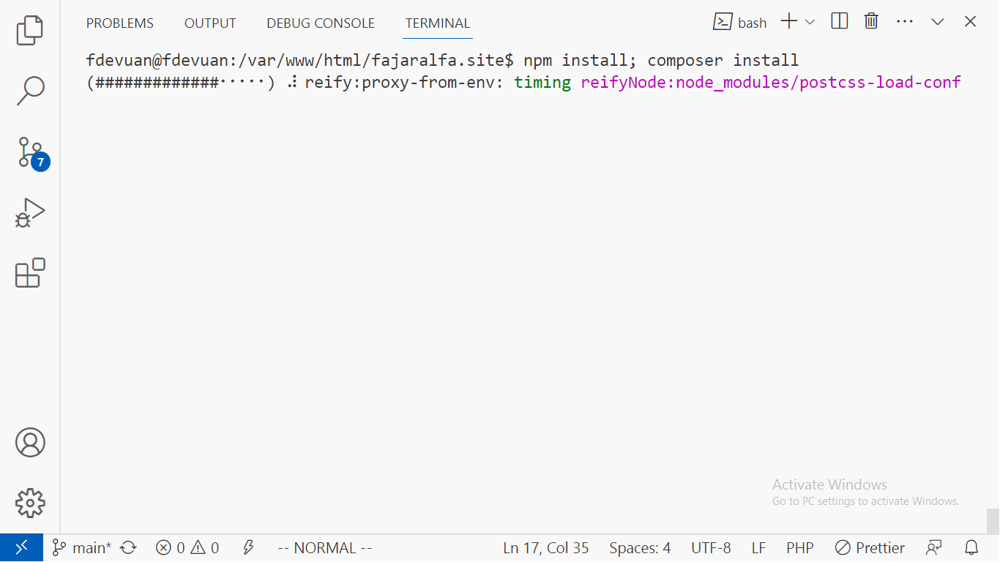 PROBLEMS OUTPUT DEBUG CONSOLE TERMINAL bash
fdevuan@fdevuan:/var/www/html/fajaralfa.site$ npm install; composer install
(#############·····) ⠼ reify:proxy-from-env: timing reifyNode:node_modules/postcss-load-conf
7
Activate Windows
Go to PC settings to activate Windows.
main* 0 0 -- NORMAL -- Ln 17, Col 35 Spaces: 4 UTF-8 LF PHP Prettier